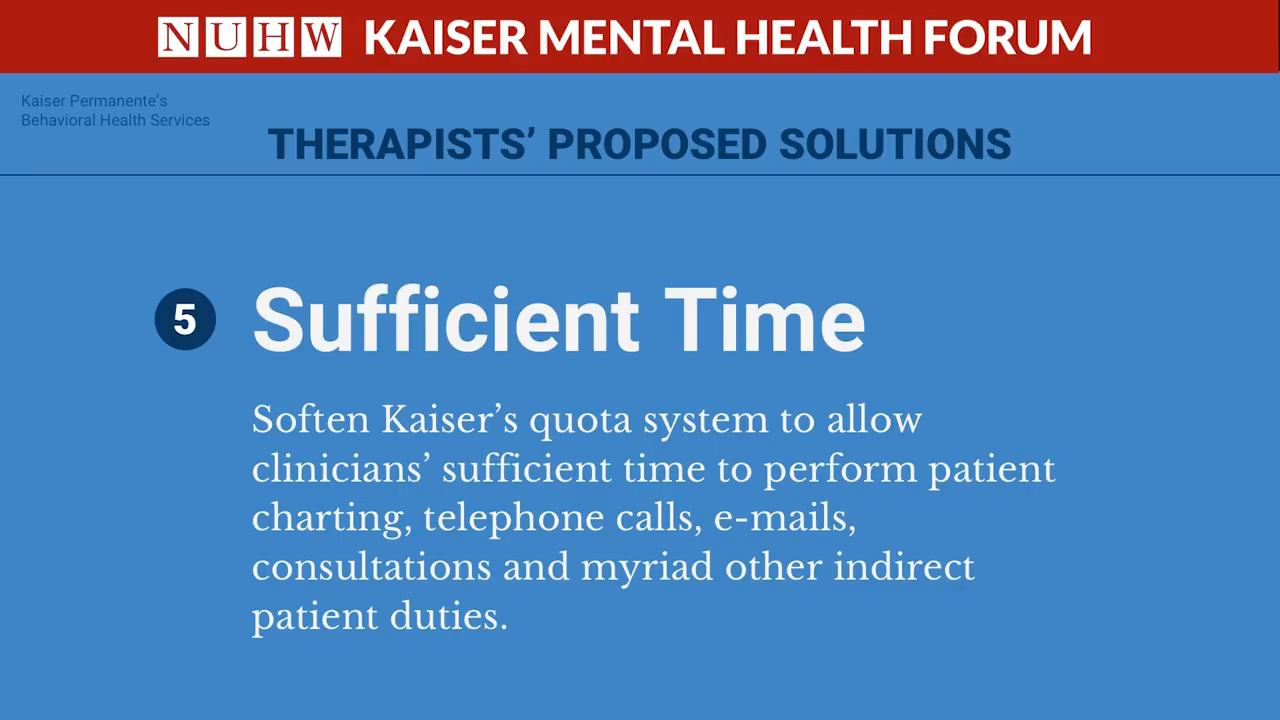 NUHW KAISER MENTAL HEALTH FORUM
Kaiser Permanente's
Behavioral Health Services
THERAPISTS’ PROPOSED SOLUTIONS
5 Sufficient Time
Soften Kaiser’s quota system to allow
clinicians’ sufficient time to perform patient
charting, telephone calls, e-mails,
consultations and myriad other indirect
patient duties.